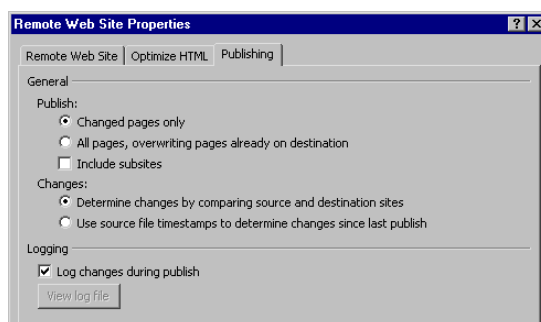 Remote Web Site Properties
Remote Web Site
Optimize HTML
Publishing
General
Publish:
Changed pages only
All pages, overwriting pages already on destination
Include subsites
Changes:
Determine changes by comparing source and destination sites
Use source file timestamps to determine changes since last publish
Logging
Log changes during publish
View log file